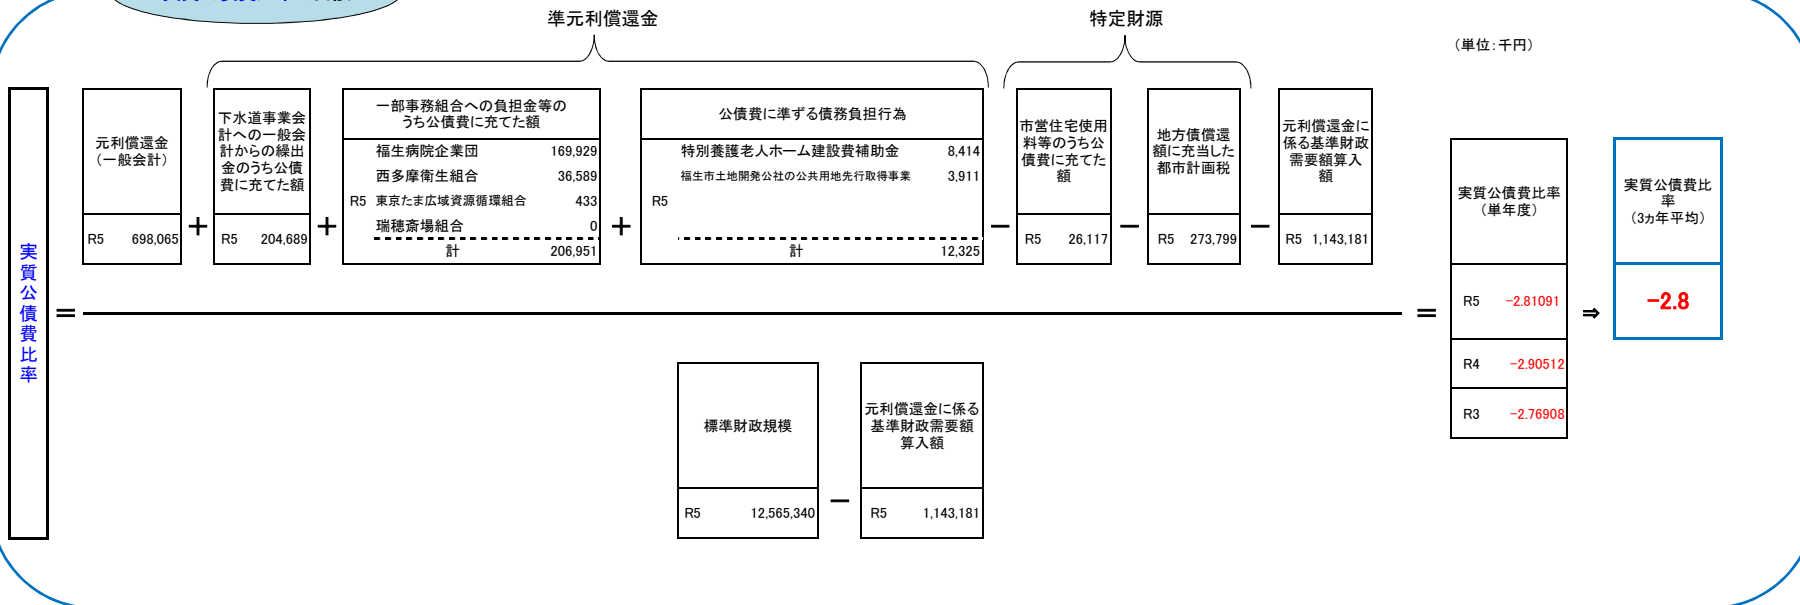 準元利償還金
特定財源
（単位：千円）
実質公債費比率
＝
元利償還金
（一般会計）
R5 698,065
＋
下水道事業会
計への一般会
計からの繰出
金のうち公債
費に充てた額
R5 204,689
＋
一部事務組合への負担金等の
うち公債費に充てた額
福生病院企業団 169,929
西多摩衛生組合 36,589
R5 東京たま広域資源循環組合 433
瑞穂斎場組合 0
計 206,951
＋
公債費に準ずる債務負担行為
特別養護老人ホーム建設費補助金 8,414
福生市土地開発公社の公共用地先行取得事業 3,911
R5
計 12,325
－
市営住宅使用
料等のうち公
債費に充てた
額
R5 26,117
－
地方債償還
額に充当した
都市計画税
R5 273,799
－
元利償還金に
係る基準財政
需要額算入
額
R5 1,143,181
標準財政規模
R5 12,565,340
－
元利償還金に係る
基準財政需要額
算入額
R5 1,143,181
＝
実質公債費比率
（単年度）
R5 -2.81091
R4 -2.90512
R3 -2.76908
⇒
実質公債費比
率
（3ヵ年平均）
-2.8